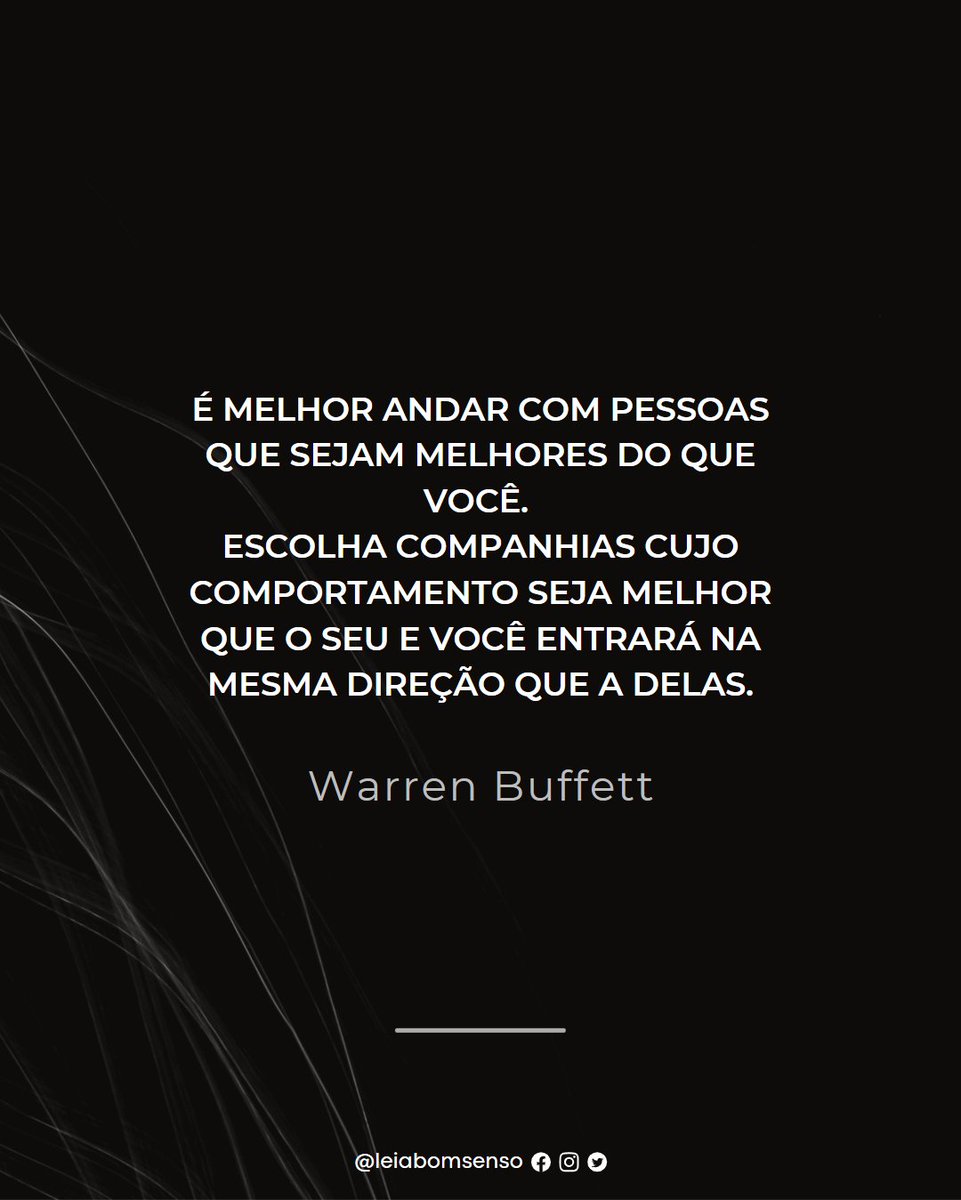 É MELHOR ANDAR COM PESSOAS
QUE SEJAM MELHORES DO QUE
VOCÊ.
ESCOLHA COMPANHIAS CUJO
COMPORTAMENTO SEJA MELHOR
QUE O SEU E VOCÊ ENTRARÁ NA
MESMA DIREÇÃO QUE A DELAS.
Warren Buffett
@leiabomsenso